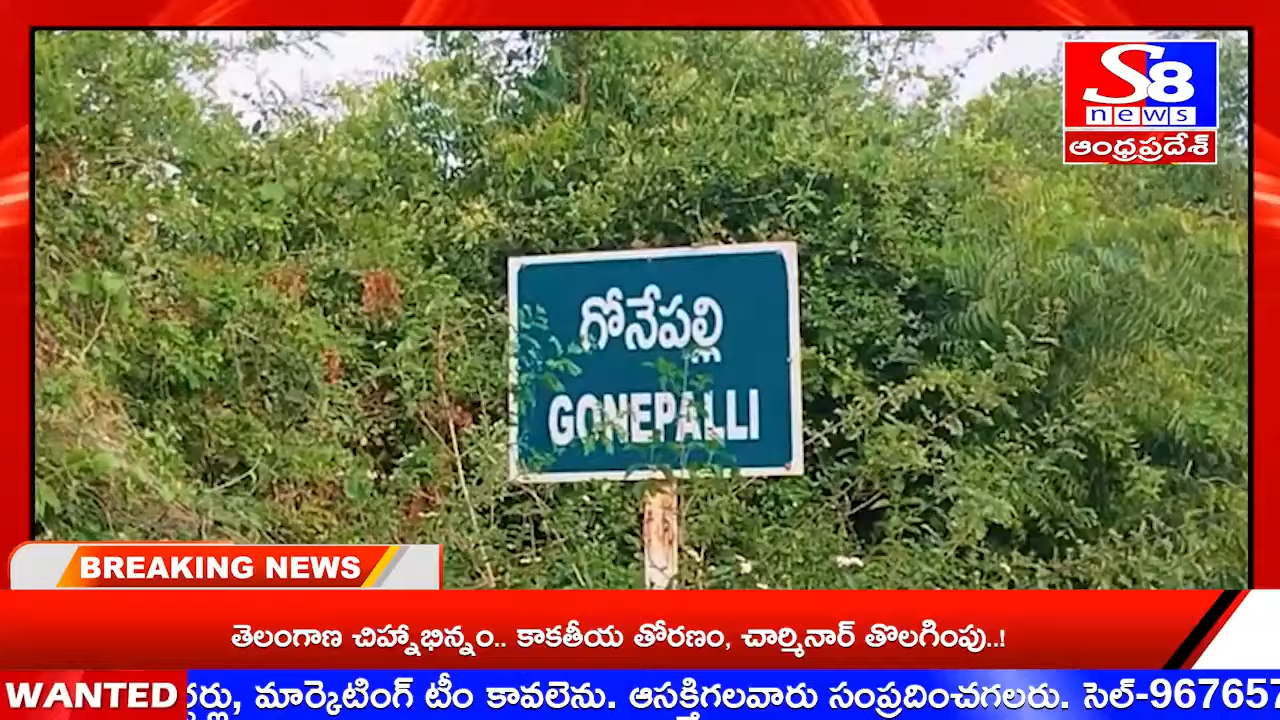 S8
news
ఆంధ్రప్రదేశ్
గోనేపల్లి
GONEPALLI
BREAKING NEWS
తెలంగాణ చిహ్నాభిన్నం.. కాకతీయ తోరణం, చార్మినార్ తొలగింపు..!
WANTED మార్కెటింగ్ టీం కావలెను. ఆసక్తిగలవారు సంప్రదించగలరు. సెల్-967657